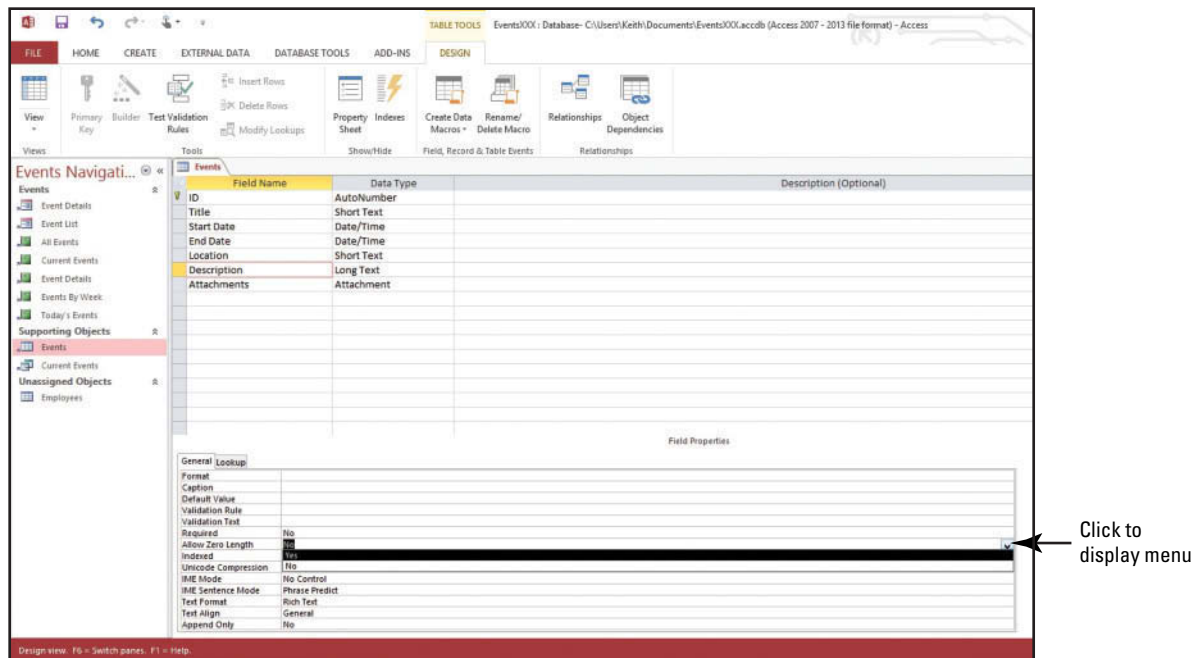 TABLE TOOLS EventsXXX : Database- C:\Users\Keith\Documents\EventsXXX.accdb (Access 2007 - 2013 file format) - Access
FILE HOME CREATE EXTERNAL DATA DATABASE TOOLS ADD-INS DESIGN
View
Primary Key
Builder
Test Validation Rules
Insert Rows
Delete Rows
Modify Lookups
Property Sheet
Indexes
Create Data Macros
Rename/ Delete Macro
Relationships
Object Dependencies
Views Tools Show/Hide Field, Record & Table Events Relationships
Events Navigati...
Events
Event Details
Event List
All Events
Current Events
Event Details
Events By Week
Today's Events
Supporting Objects
Events
Current Events
Unassigned Objects
Employees
Events
Field Name Data Type Description (Optional)
ID AutoNumber
Title Short Text
Start Date Date/Time
End Date Date/Time
Location Short Text
Description Long Text
Attachments Attachment
Field Properties
General Lookup
Format
Caption
Default Value
Validation Rule
Validation Text
Required No
Allow Zero Length No
Indexed Yes
Unicode Compression No
IME Mode No Control
IME Sentence Mode Phrase Predict
Text Format Rich Text
Text Align General
Append Only No
Design view. F6 = Switch panes. F1 = Help.
Click to
display menu